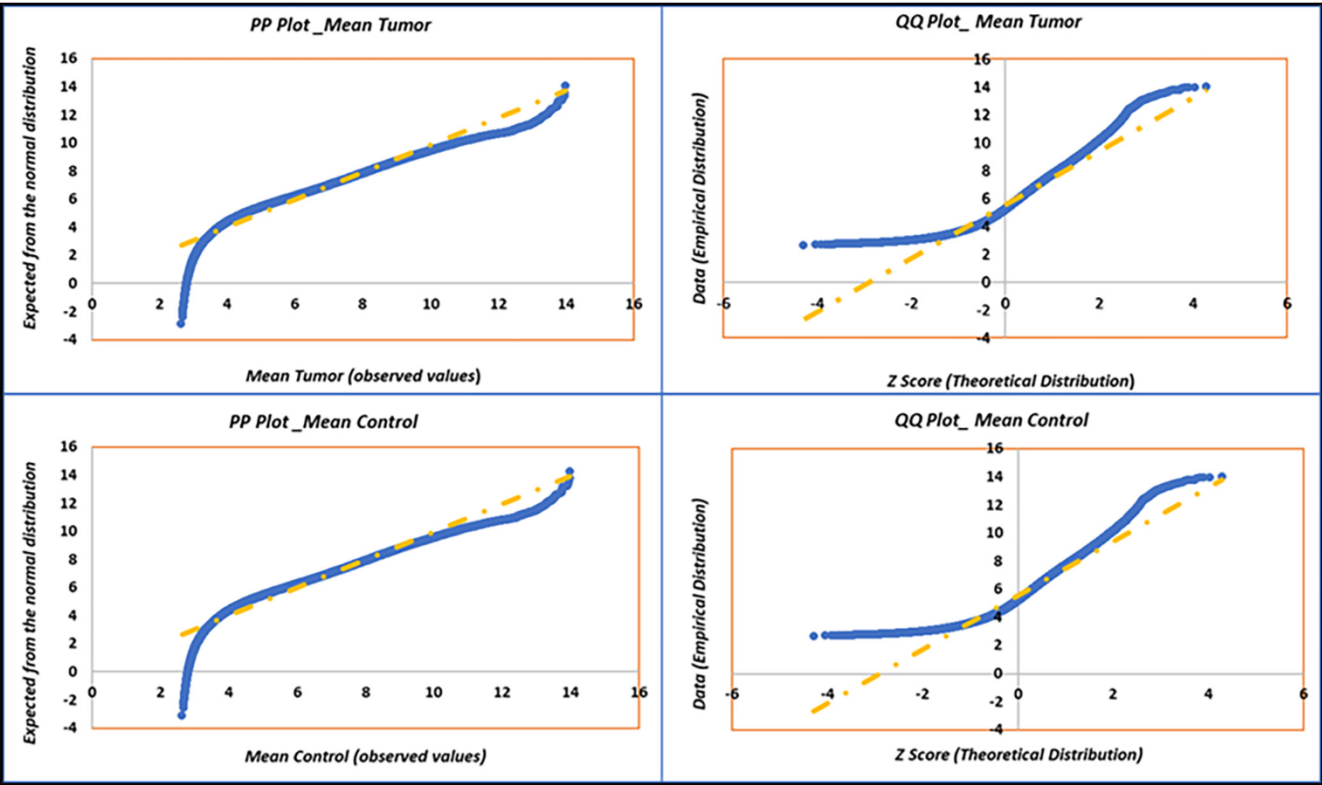 PP Plot _Mean Tumor
Expected from the normal distribution
16
14
12
10
8
6
4
2
0
-2
-4
0 2 4 6 8 10 12 14 16
Mean Tumor (observed values)
QQ Plot_ Mean Tumor
Data (Empirical Distribution)
16
14
12
10
8
6
4
2
0
-2
-4
-6 -4 -2 0 2 4 6
Z Score (Theoretical Distribution)
PP Plot _Mean Control
Expected from the normal distribution
16
14
12
10
8
6
4
2
0
-2
-4
0 2 4 6 8 10 12 14 16
Mean Control (observed values)
QQ Plot_ Mean Control
Data (Empirical Distribution)
16
14
12
10
8
6
4
2
0
-2
-4
-6 -4 -2 0 2 4 6
Z Score (Theoretical Distribution)